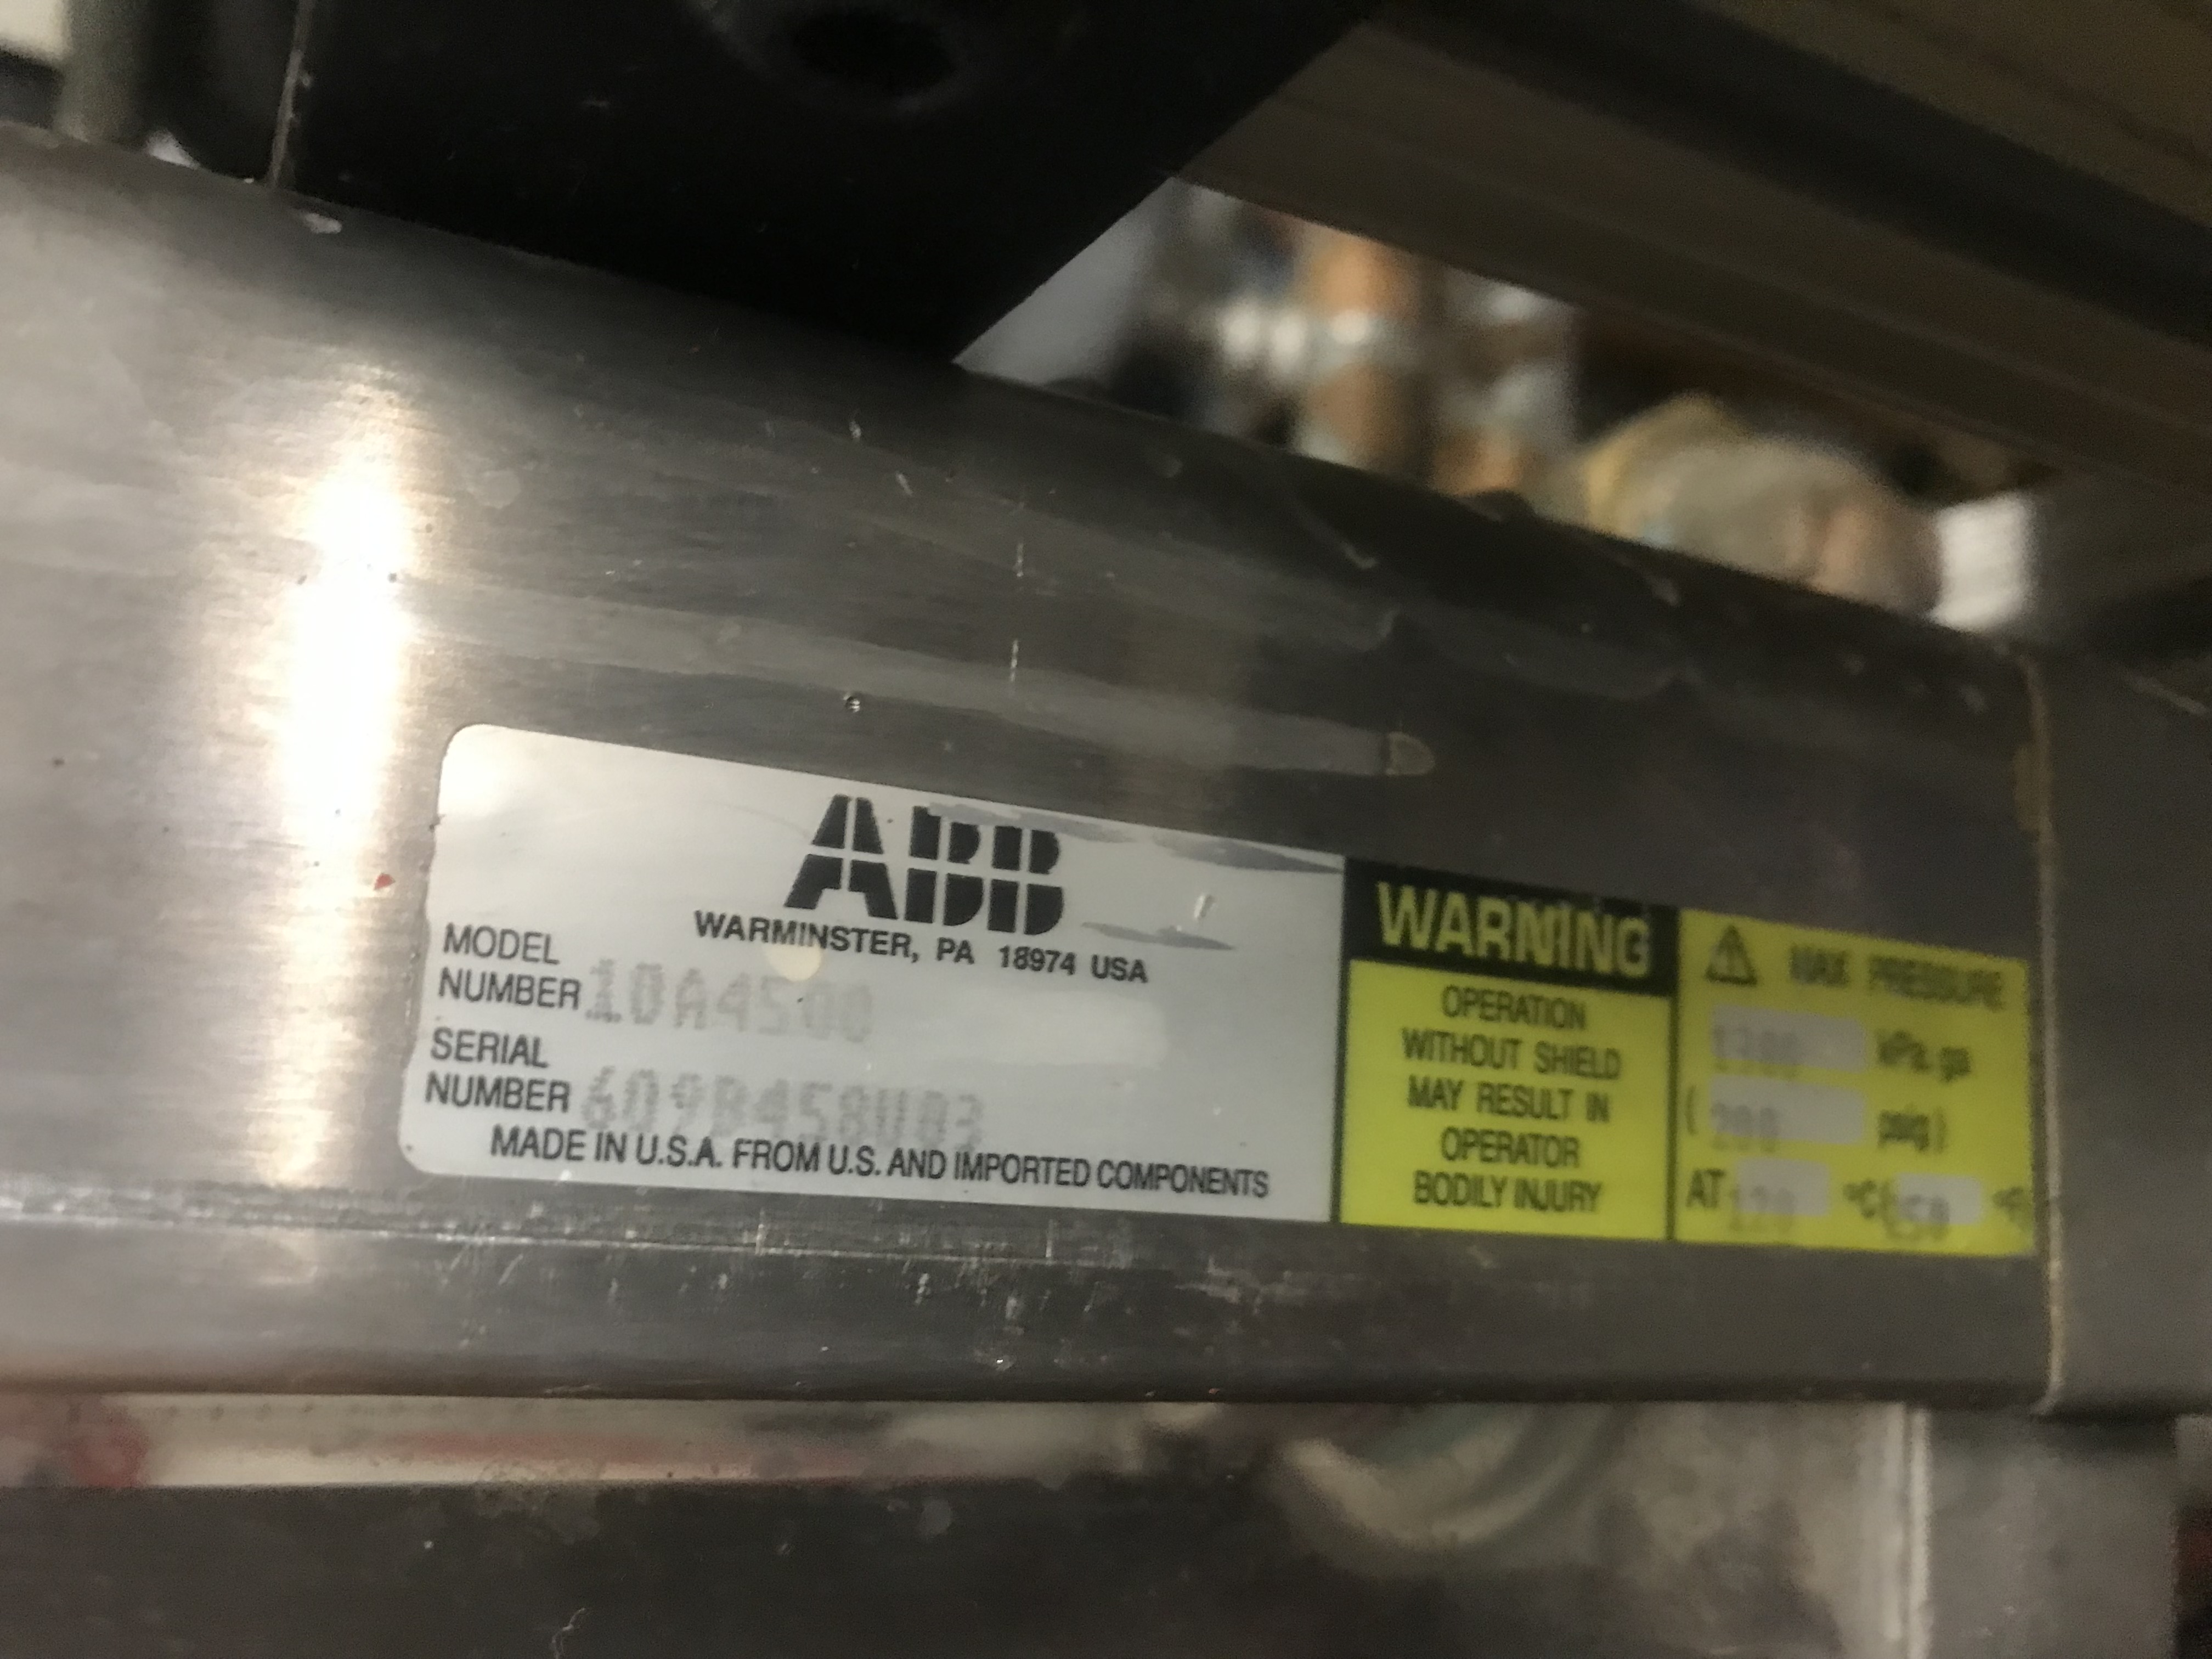 ABB
WARMINSTER, PA 18974 USA
MODEL
NUMBER 10A4500
SERIAL
NUMBER
MADE IN U.S.A. FROM U.S. AND IMPORTED COMPONENTS
WARNING
OPERATION
WITHOUT SHIELD
MAY RESULT IN
OPERATOR
BODILY INJURY
MAX PRESSURE
kPa ga
( 200 psig )
AT °C ( °F